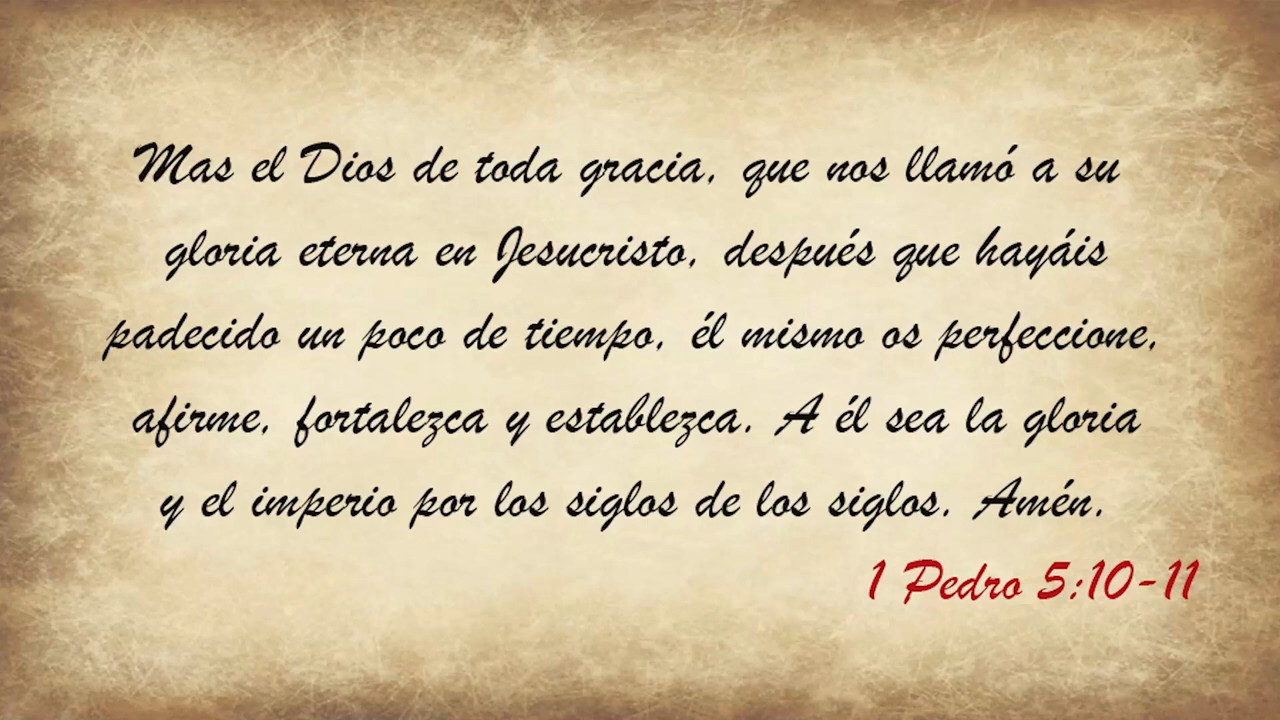 Mas el Dios de toda gracia, que nos llamó a su
gloria eterna en Jesucristo, después que hayáis
padecido un poco de tiempo, él mismo os perfeccione,
afirme, fortalezca y establezca. A él sea la gloria
y el imperio por los siglos de los siglos. Amén.
1 Pedro 5:10-11